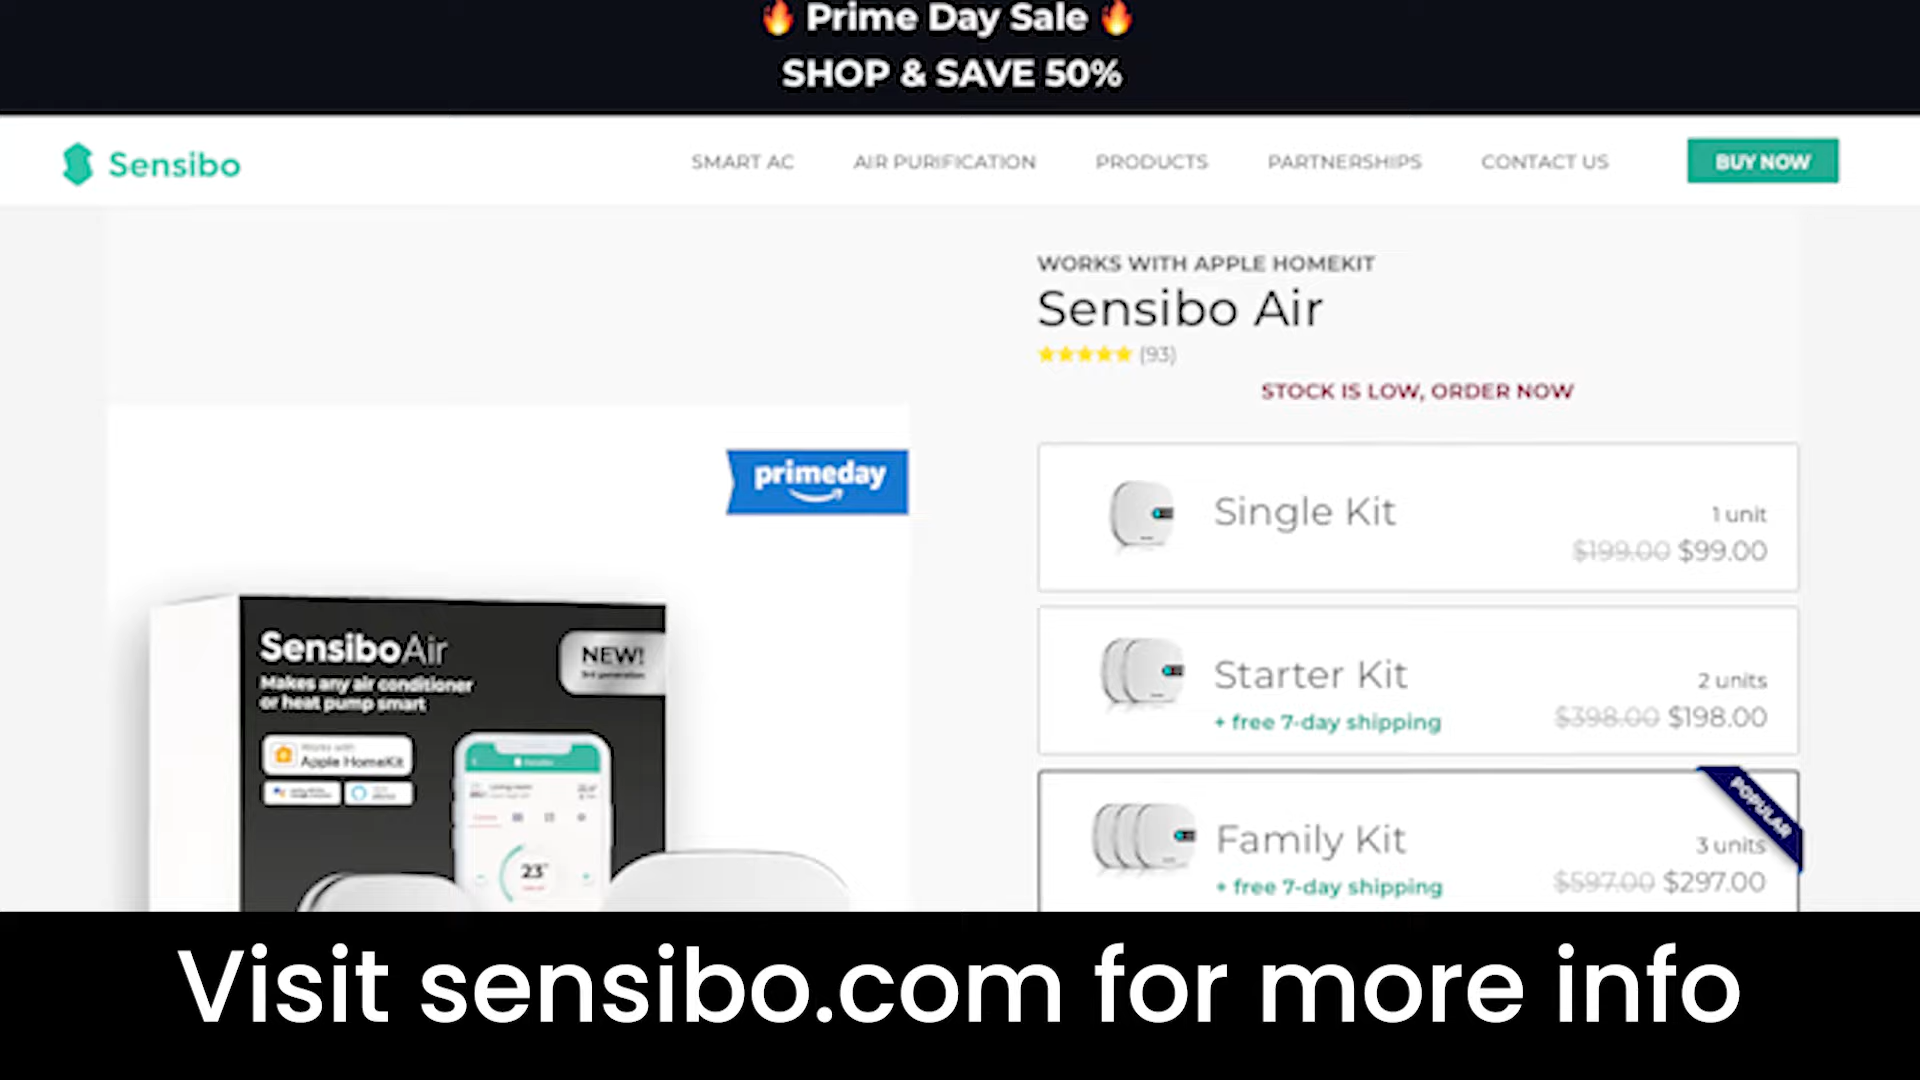 Prime Day Sale
SHOP & SAVE 50%
Sensibo
SMART AC
AIR PURIFICATION
PRODUCTS
PARTNERSHIPS
CONTACT US
BUY NOW
WORKS WITH APPLE HOMEKIT
Sensibo Air
(93)
STOCK IS LOW, ORDER NOW
primeday
Single Kit
1 unit
$199.00 $99.00
Starter Kit
2 units
+ free 7-day shipping
$398.00 $198.00
POPULAR
Family Kit
3 units
+ free 7-day shipping
$597.00 $297.00
SensiboAir
Makes any air conditioner
or heat pump smart
NEW!
3rd generation
Works with
Apple HomeKit
23°
Visit sensibo.com for more info